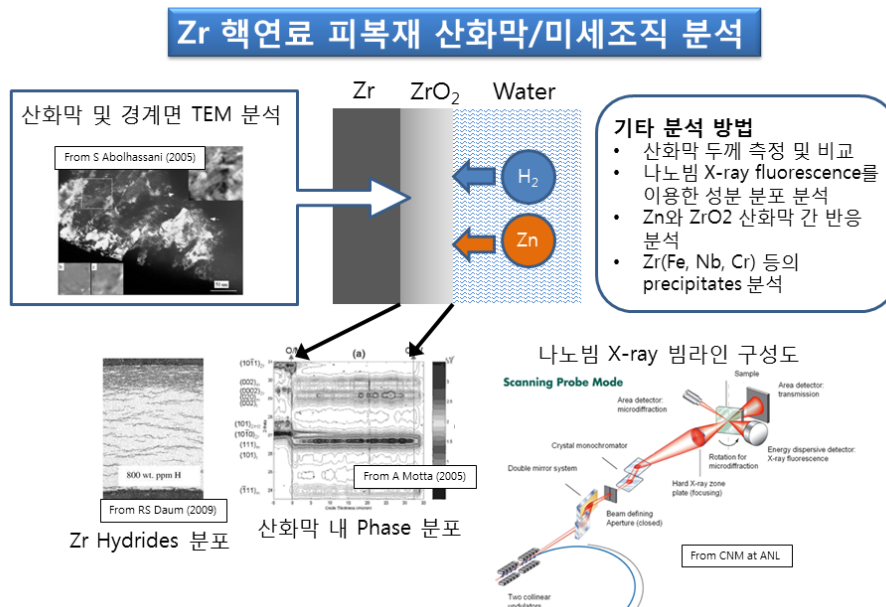 Zr 핵연료 피복재 산화막/미세조직 분석
Zr
ZrO2
Water
산화막 및 경계면 TEM 분석
From S Abolhassani (2005)
H2
Zn
기타 분석 방법
• 산화막 두께 측정 및 비교
• 나노빔 X-ray fluorescence를
이용한 성분 분포 분석
• Zn와 ZrO2 산화막 간 반응
분석
• Zr(Fe, Nb, Cr) 등의
precipitates 분석
800 wt. ppm H
From RS Daum (2009)
Zr Hydrides 분포
(a)
From A Motta (2005)
산화막 내 Phase 분포
나노빔 X-ray 빔라인 구성도
Scanning Probe Mode
Sample
Area detector:
transmission
Area detector:
microdiffraction
Crystal monochromator
Double mirror system
Energy dispersive detector:
X-ray fluorescence
Rotation for
microdiffraction
Hard X-ray zone
plate (focusing)
Beam defining
Aperture (closed)
From CNM at ANL
Two collinear
undulators